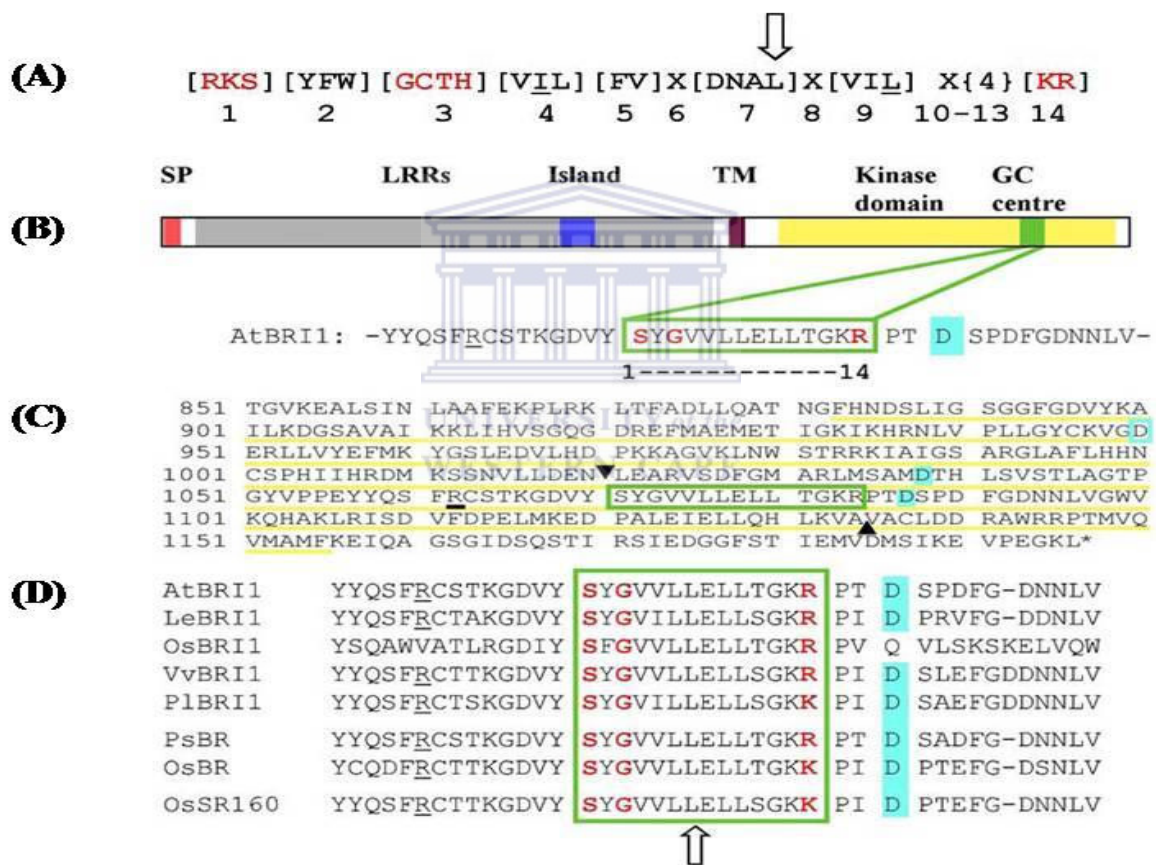 (A)
[RKS][YFW][GCTH][VIL][FV]X[DNAL]X[VIL] X{4}[KR]
1 2 3 4 5 6 7 8 9 10-13 14
SP LRRs Island TM Kinase domain GC centre
(B)
AtBRI1: -YYQSFRCSTKGDVY SYGVVLLELLTGKR PT D SPDFGDNNLV-
1------------14
UNIVERSITY of the
WESTERN CAPE
(C)
851 TGVKEALSIN LAAFEKPLRK LTFADLLQAT NGFHNDSLIG SGGFGDVYKA
901 ILKDGSAVAI KKLIHVSGQG DREFMAEMET IGKIKHRNLV PLLGYCKVGD
951 ERLLVYEFMK YGSLEDVLHD PKKAGVKLNW STRRKIAIGS ARGLAFLHHN
1001 CSPHIIHRDM KSSNVLLDEN LEARVSDFGM ARLMSAMDTH LSVSTLAGTP
1051 GYVPPEYYQS FRCSTKGDVY SYGVVLLELL TGKRPTDSPD FGDNNLVGWV
1101 KQHAKLRISD VFDPELMKED PALEIELLQH LKVAVACLDD RAWRRPTMVQ
1151 VMAMFKEIQA GSGIDSQSTI RSIEDGGFST IEMVDMSIKE VPEGKL*
(D)
AtBRI1 YYQSFRCSTKGDVY SYGVVLLELLTGKR PT D SPDFG-DNNLV
LeBRI1 YYQSFRCTAKGDVY SYGVILLELLSGKR PI D PRVFG-DDNLV
OsBRI1 YSQAWVATLRGDIY SFGVVLLELLTGKR PV Q VLSKSKELVQW
VvBRI1 YYQSFRCTTKGDVY SYGVVLLELLSGKR PI D SLEFGDDNNLV
PlBRI1 YYQSFRCTSKGDVY SYGVILLELLSGKK PI D SAEFGDDNNLV
PsBR YYQSFRCSTKGDVY SYGVVLLELLTGKR PT D SADFG-DNNLV
OsBR YCQDFRCTTKGDVY SYGVVLLELLTGKK PI D PTEFG-DSNLV
OsSR160 YYQSFRCTTKGDVY SYGVVLLELLSGKK PI D PTEFG-DNNLV